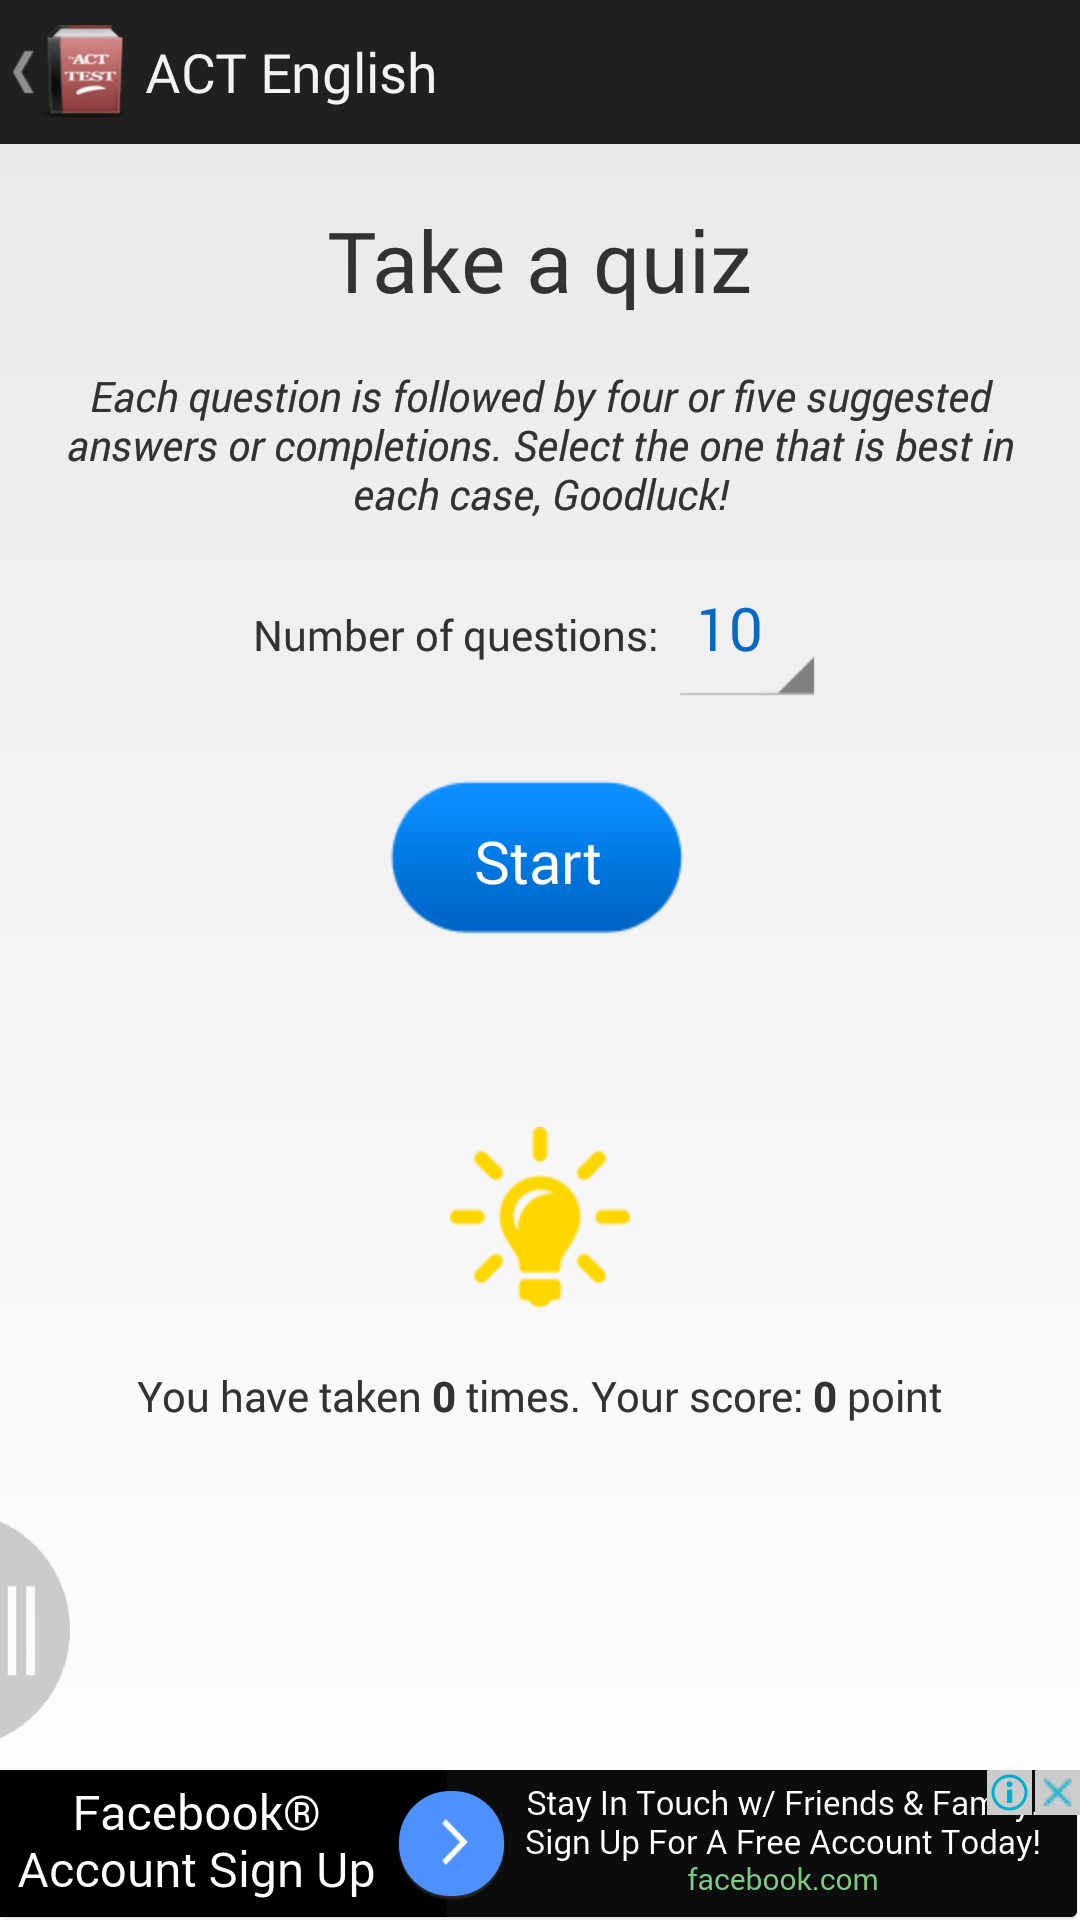 ACT
TEST
ACT English
Take a quiz
Each question is followed by four or five suggested
answers or completions. Select the one that is best in
each case, Goodluck!
Number of questions: 10
Start
You have taken 0 times. Your score: 0 point
Facebook®
Account Sign Up
Stay In Touch w/ Friends &
Sign Up For A Free Account Today!
facebook.com